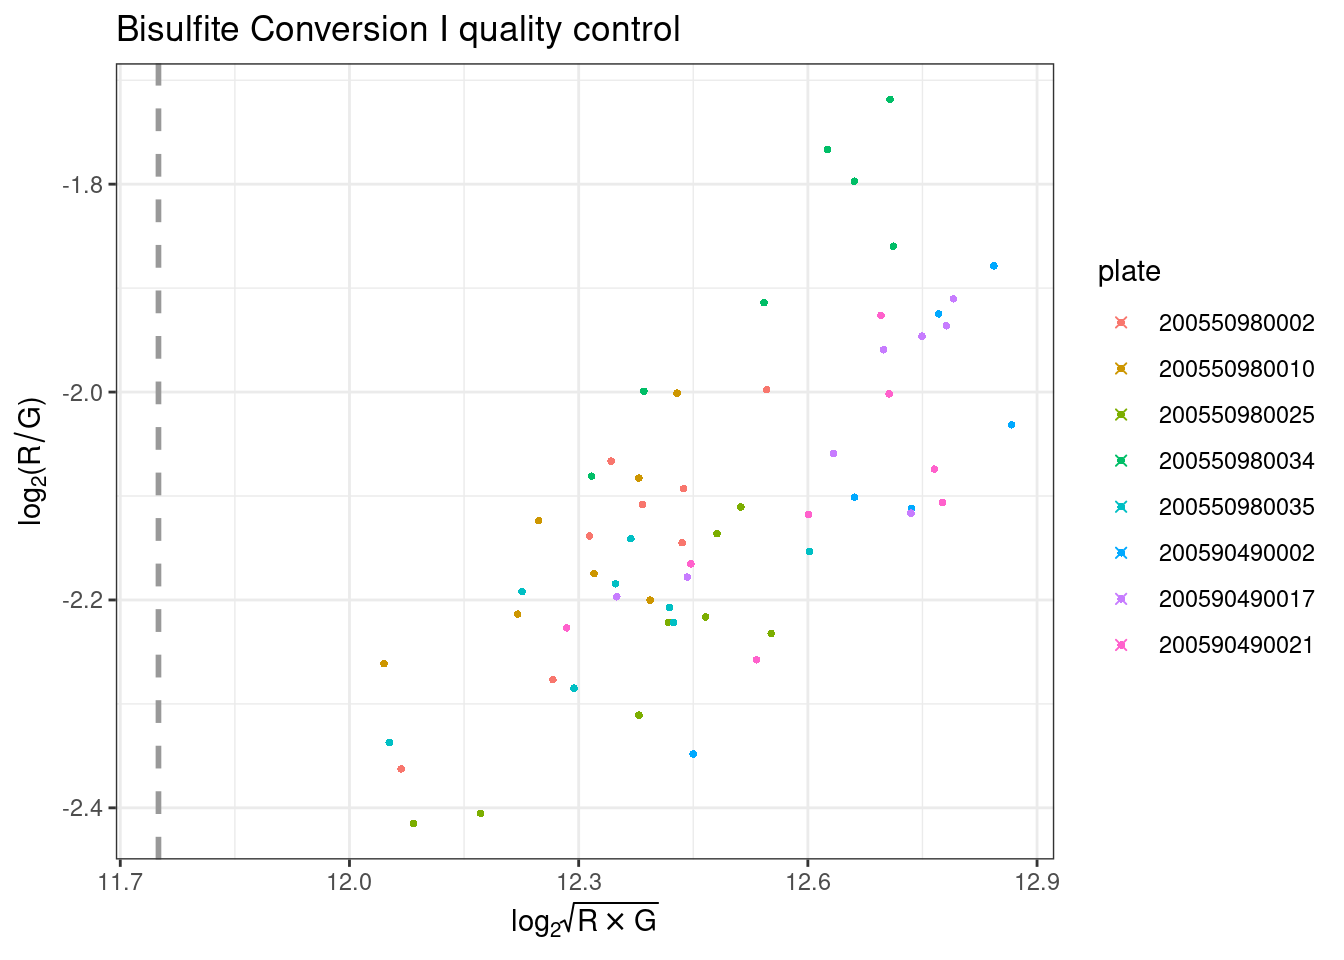 Bisulfite Conversion I quality control
-1.8
-2.0
-2.2
-2.4
log₂(R/G)
11.7 12.0 12.3 12.6 12.9
log₂√R × G
plate
200550980002
200550980010
200550980025
200550980034
200550980035
200590490002
200590490017
200590490021